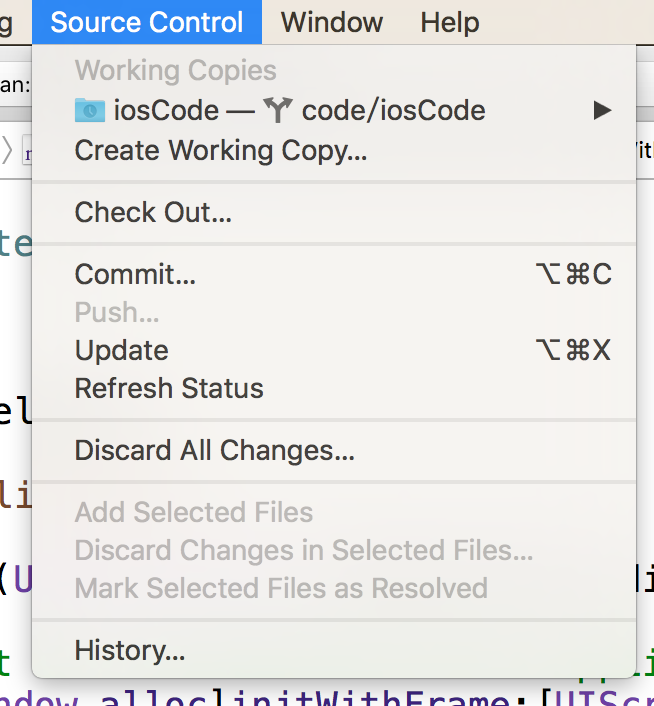 g Source Control Window Help
an: Working Copies
iosCode — code/iosCode ▶
Create Working Copy...
Check Out...
te
Commit... ⌥⌘C
Push...
Update ⌥⌘X
Refresh Status
el
Discard All Changes...
li
Add Selected Files
Discard Changes in Selected Files...
(U
Mark Selected Files as Resolved
t History...
ndow alloc]initWithFrame:[UIScr